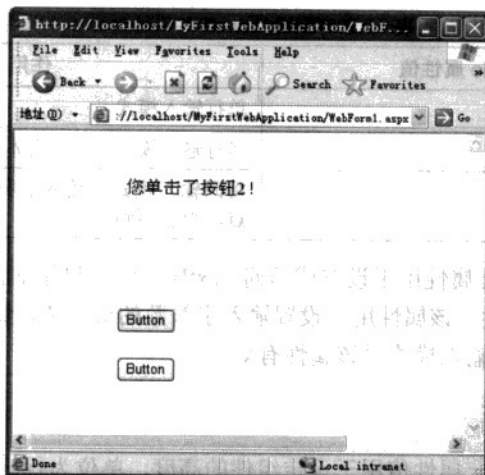 http://localhost/MyFirstWebApplication/WebF...
File Edit View Favorites Tools Help
Back Search Favorites
地址(D) ://localhost/MyFirstWebApplication/WebForm1.aspx Go
您单击了按钮2!
Button
Button
Done Local intranet